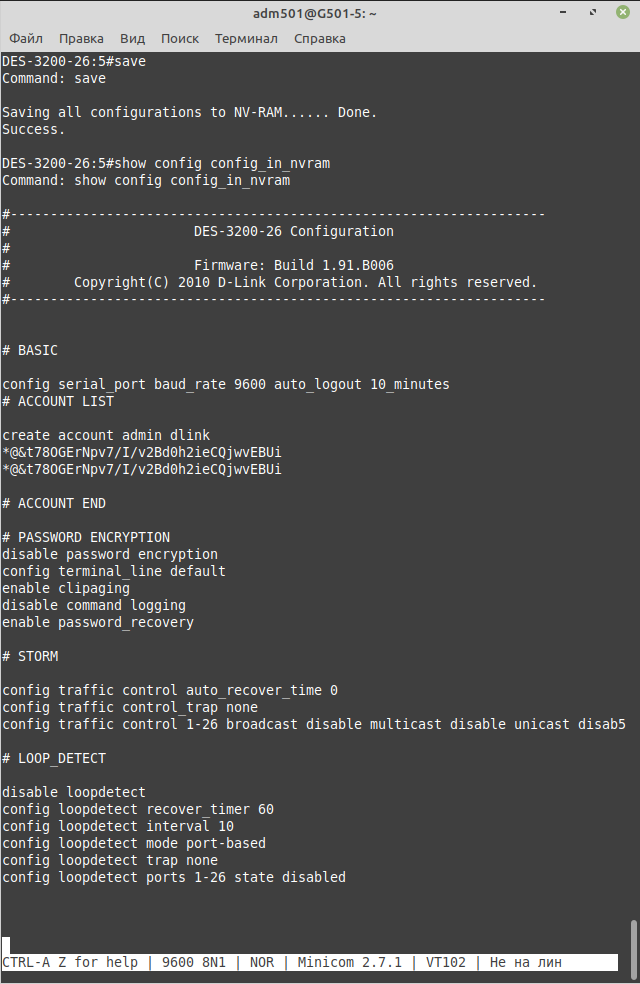 adm501@G501-5: ~
Файл Правка Вид Поиск Терминал Справка
DES-3200-26:5#save
Command: save
Saving all configurations to NV-RAM...... Done.
Success.
DES-3200-26:5#show config config_in_nvram
Command: show config config_in_nvram
#-------------------------------------------------------------------
# DES-3200-26 Configuration
#
# Firmware: Build 1.91.B006
# Copyright(C) 2010 D-Link Corporation. All rights reserved.
#-------------------------------------------------------------------
# BASIC
config serial_port baud_rate 9600 auto_logout 10_minutes
# ACCOUNT LIST
create account admin dlink
*@&t78OGErNpv7/I/v2Bd0h2ieCQjwvEBUi
*@&t78OGErNpv7/I/v2Bd0h2ieCQjwvEBUi
# ACCOUNT END
# PASSWORD ENCRYPTION
disable password encryption
config terminal_line default
enable clipaging
disable command logging
enable password_recovery
# STORM
config traffic control auto_recover_time 0
config traffic control_trap none
config traffic control 1-26 broadcast disable multicast disable unicast disab5
# LOOP_DETECT
disable loopdetect
config loopdetect recover_timer 60
config loopdetect interval 10
config loopdetect mode port-based
config loopdetect trap none
config loopdetect ports 1-26 state disabled
CTRL-A Z for help | 9600 8N1 | NOR | Minicom 2.7.1 | VT102 | Не на лин